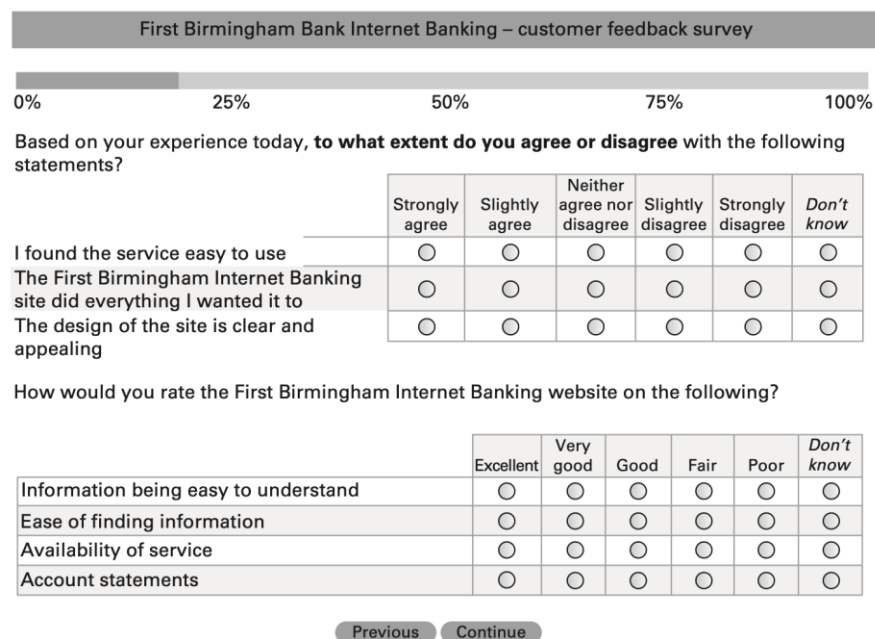 First Birmingham Bank Internet Banking – customer feedback survey
0% 25% 50% 75% 100%
Based on your experience today, to what extent do you agree or disagree with the following
statements?
Strongly agree Slightly agree Neither agree nor disagree Slightly disagree Strongly disagree Don't know
I found the service easy to use
The First Birmingham Internet Banking
site did everything I wanted it to
The design of the site is clear and
appealing
How would you rate the First Birmingham Internet Banking website on the following?
Excellent Very good Good Fair Poor Don't know
Information being easy to understand
Ease of finding information
Availability of service
Account statements
Previous Continue